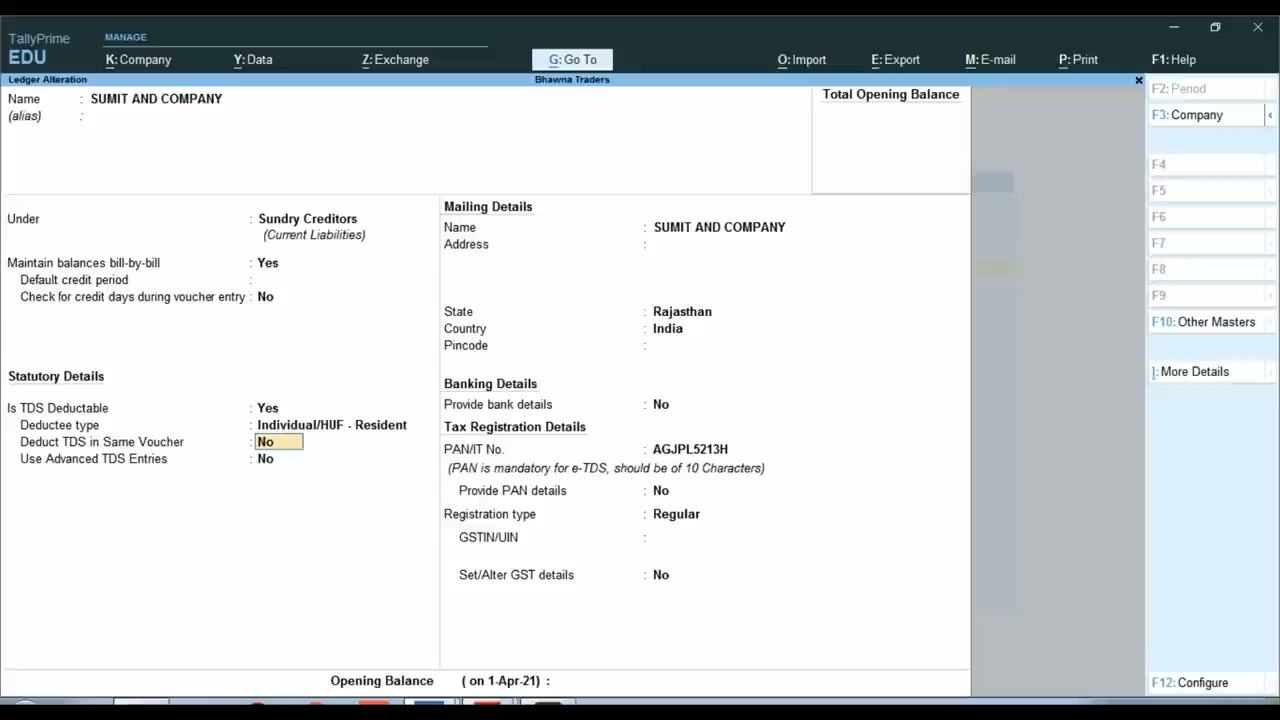 TallyPrime
EDU
MANAGE
K: Company
Y: Data
Z: Exchange
G: Go To
O: Import
E: Export
M: E-mail
P: Print
F1: Help
Ledger Alteration
Bhawna Traders
x
Name : SUMIT AND COMPANY
(alias) :
Total Opening Balance
Under : Sundry Creditors
(Current Liabilities)
Maintain balances bill-by-bill : Yes
Default credit period :
Check for credit days during voucher entry : No
Statutory Details
Is TDS Deductable : Yes
Deductee type : Individual/HUF - Resident
Deduct TDS in Same Voucher : No
Use Advanced TDS Entries : No
Mailing Details
Name : SUMIT AND COMPANY
Address :
State : Rajasthan
Country : India
Pincode :
Banking Details
Provide bank details : No
Tax Registration Details
PAN/IT No. : AGJPL5213H
(PAN is mandatory for e-TDS, should be of 10 Characters)
Provide PAN details : No
Registration type : Regular
GSTIN/UIN :
Set/Alter GST details : No
Opening Balance ( on 1-Apr-21) :
F2: Period
F3: Company
F4
F5
F6
F7
F8
F9
F10: Other Masters
]: More Details
F12: Configure